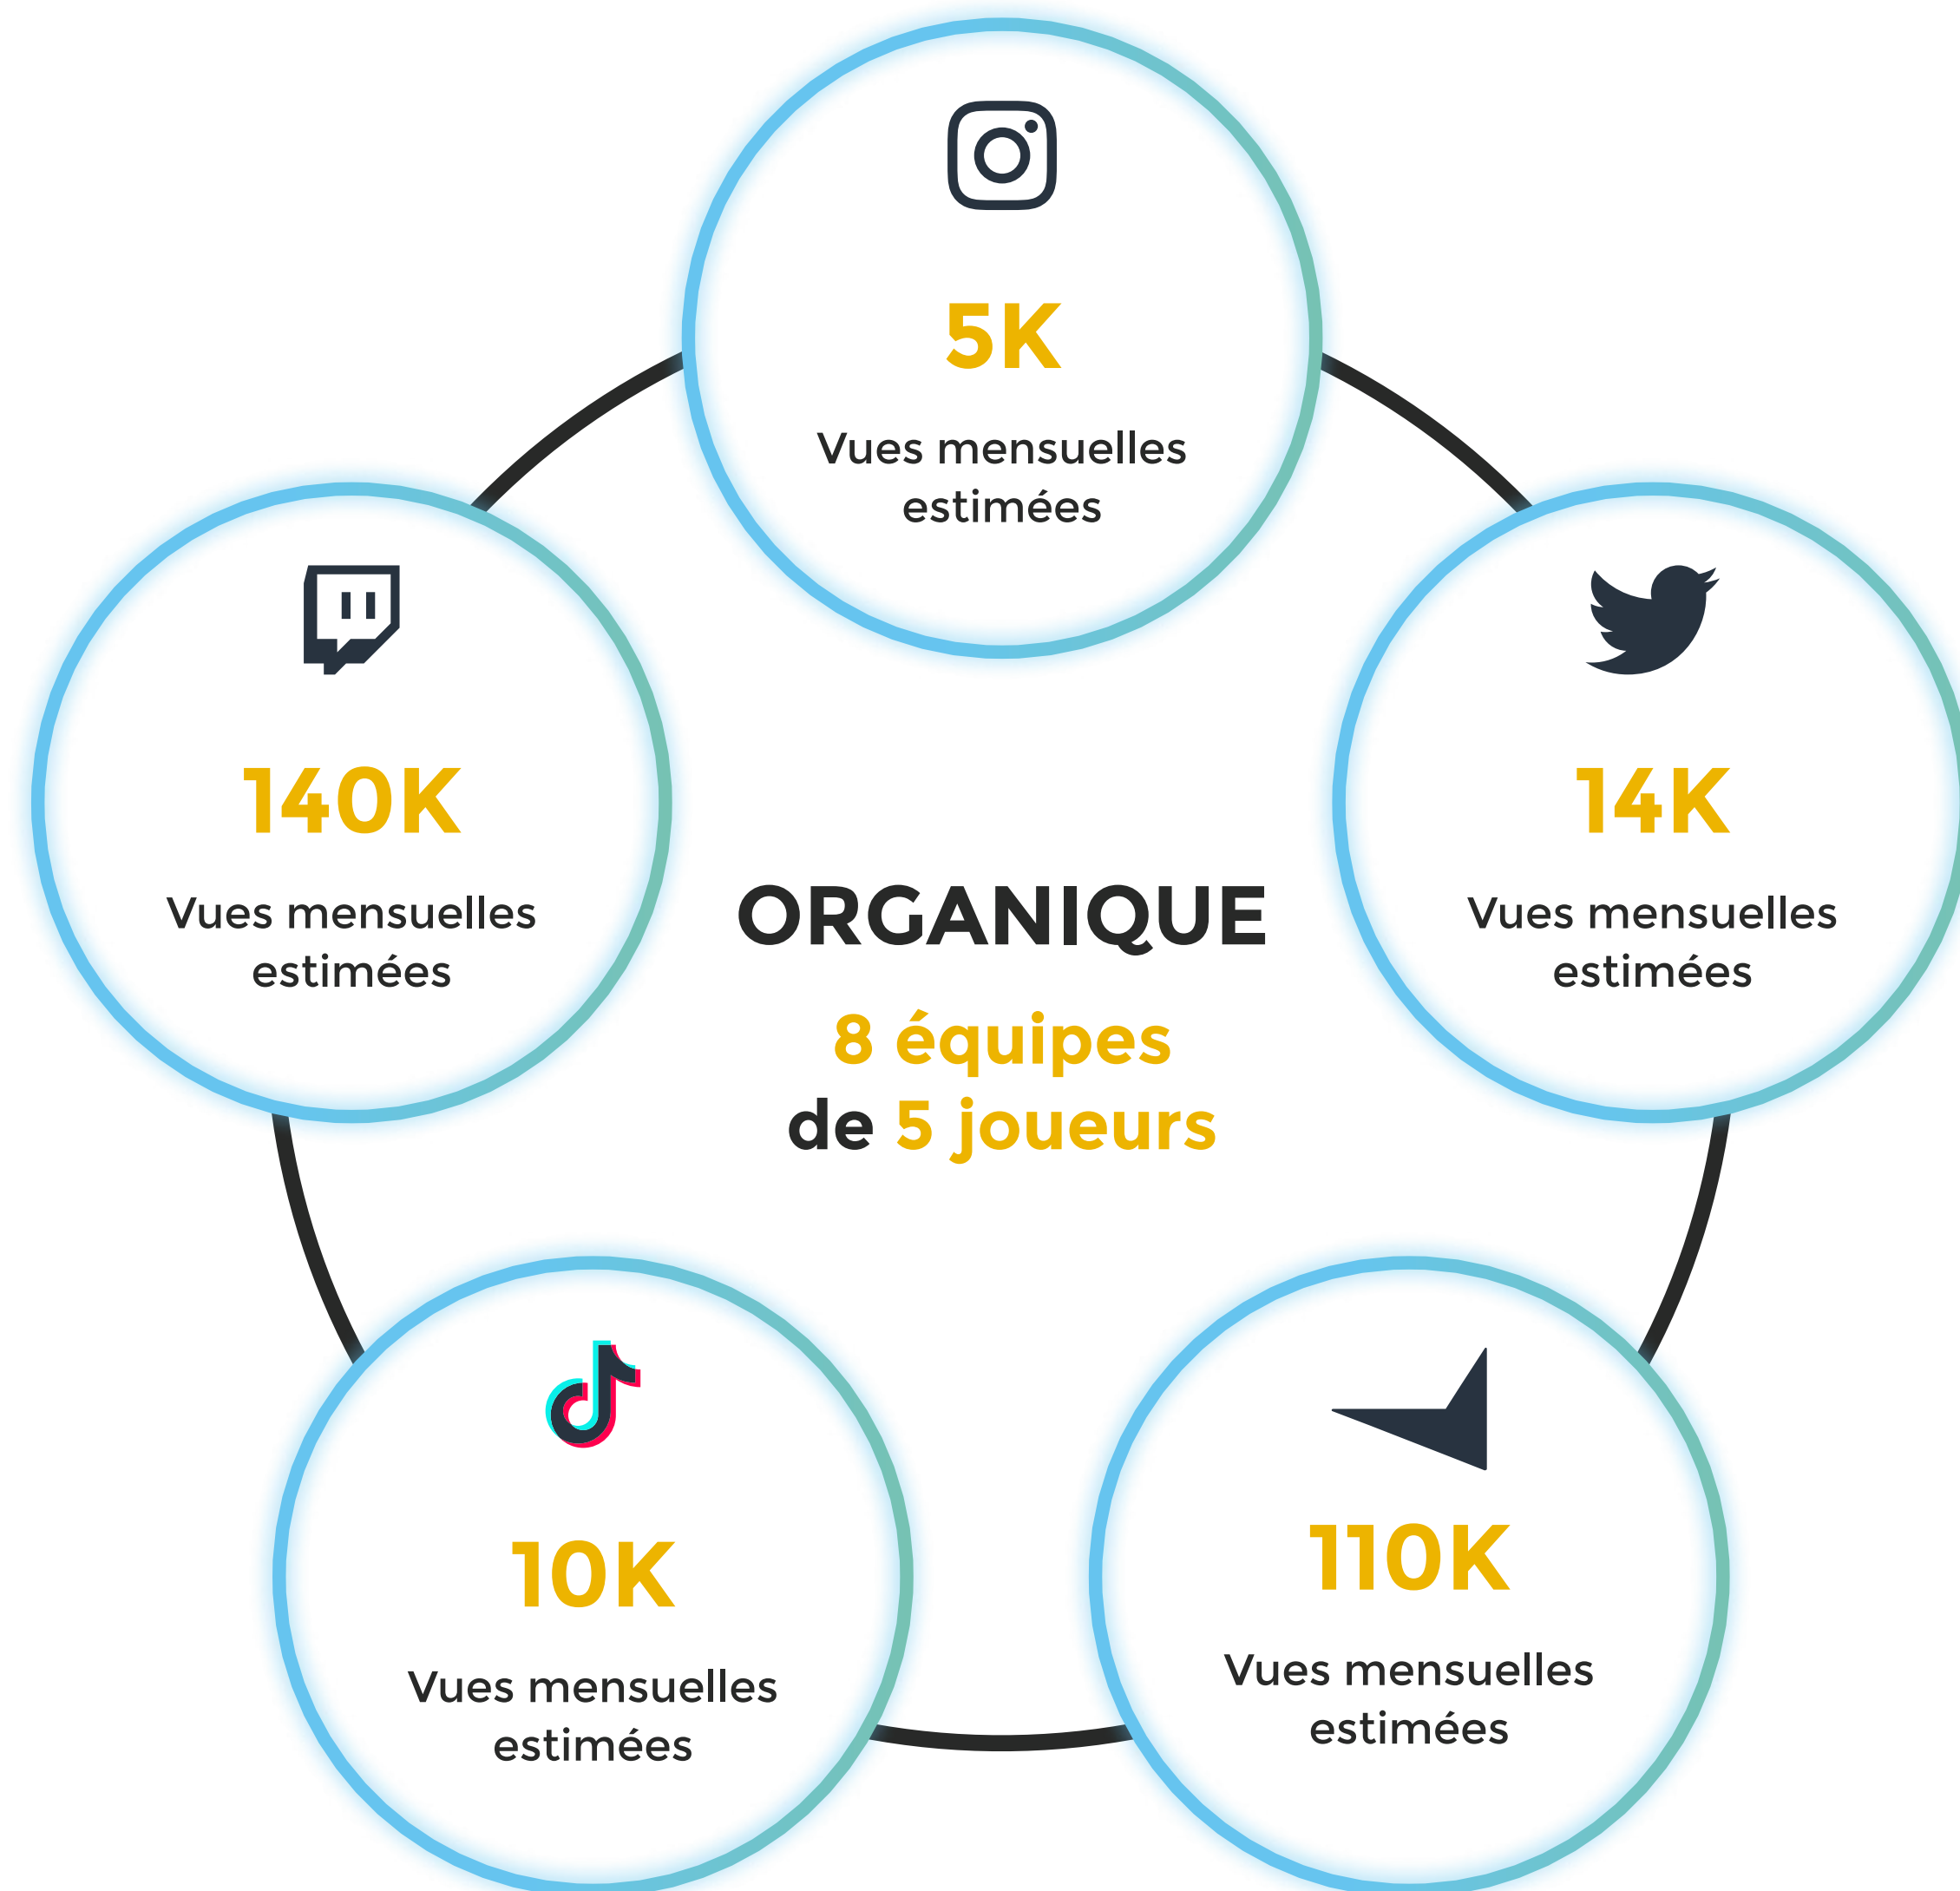 5K
Vues mensuelles
estimées
140K
Vues mensuelles
estimées
14K
Vues mensuelles
estimées
ORGANIQUE
8 équipes
de 5 joueurs
10K
Vues mensuelles
estimées
110K
Vues mensuelles
estimées